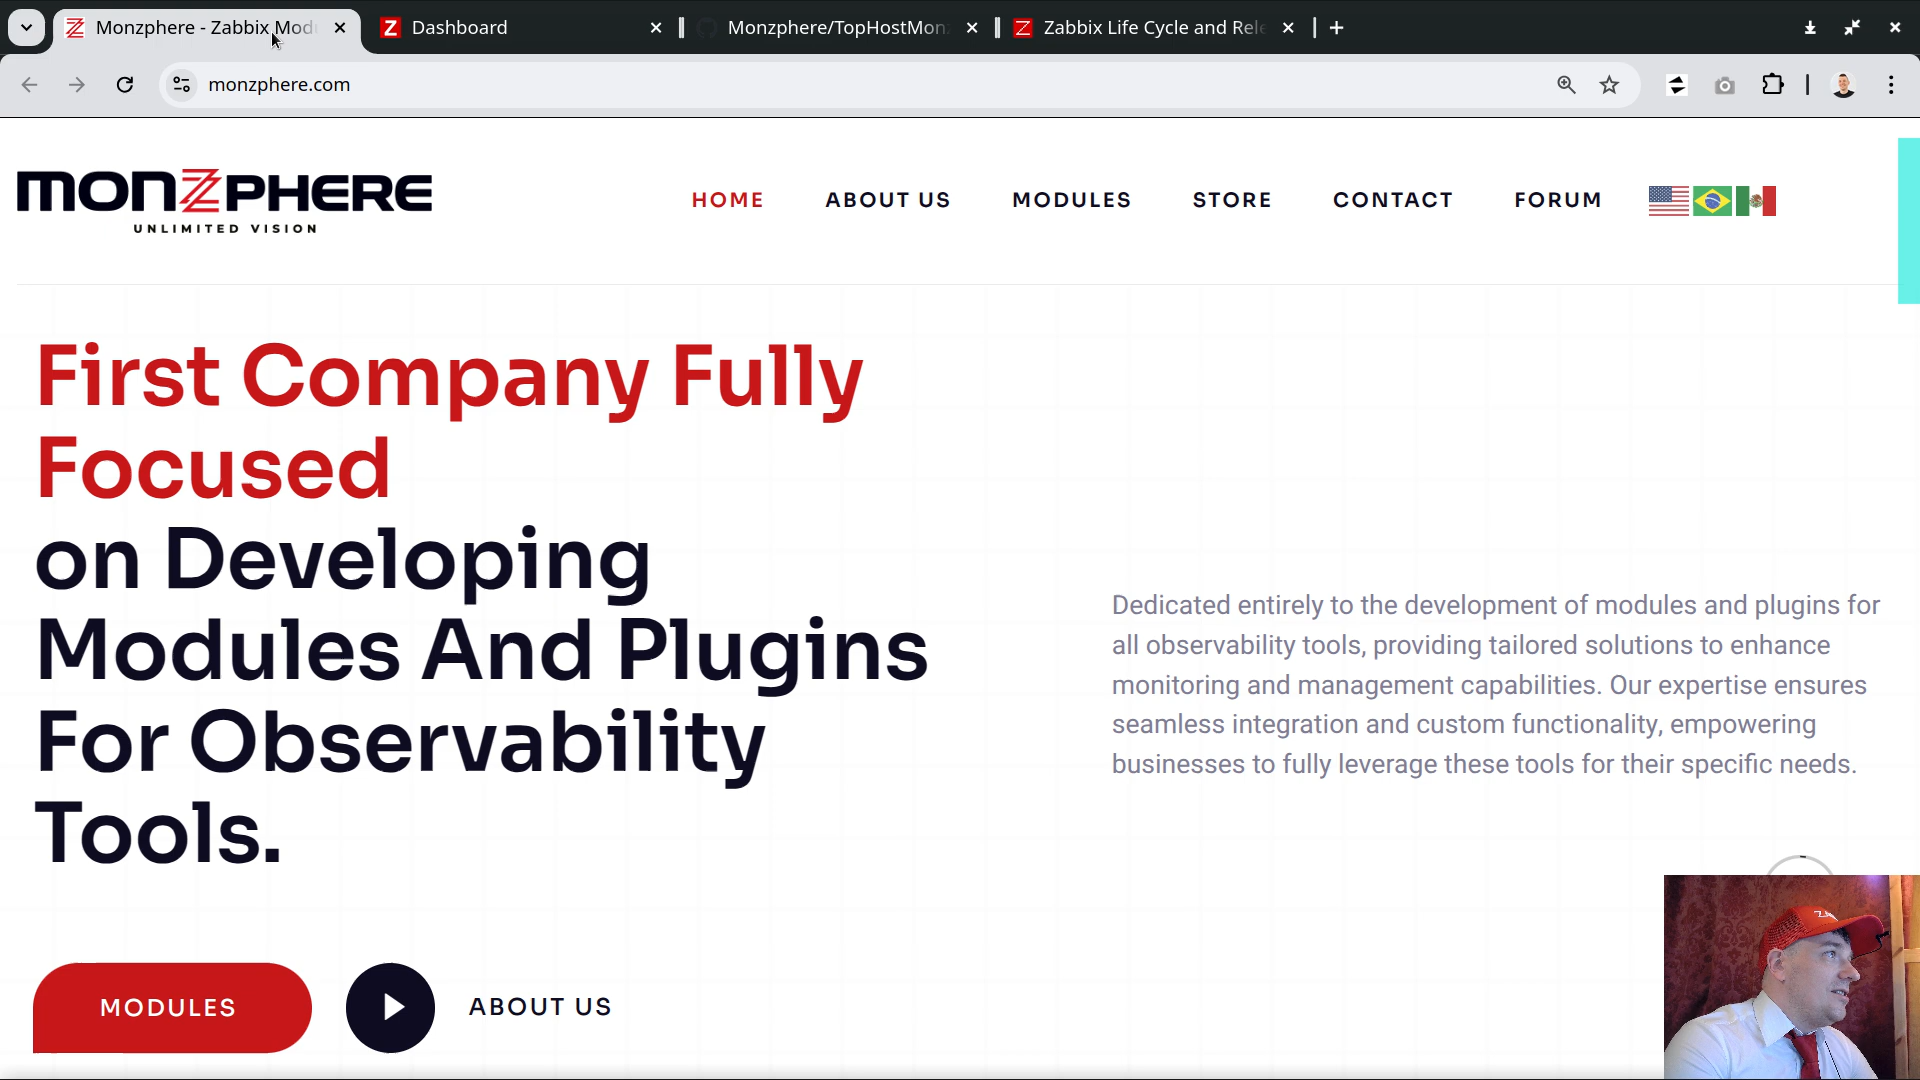 Monzphere - Zabbix Modu
Dashboard
Monzphere/TopHostMon
Zabbix Life Cycle and Rele
monzphere.com
MONZPHERE
UNLIMITED VISION
HOME
ABOUT US
MODULES
STORE
CONTACT
FORUM
First Company Fully
Focused
on Developing
Modules And Plugins
For Observability
Tools.
Dedicated entirely to the development of modules and plugins for
all observability tools, providing tailored solutions to enhance
monitoring and management capabilities. Our expertise ensures
seamless integration and custom functionality, empowering
businesses to fully leverage these tools for their specific needs.
MODULES
ABOUT US